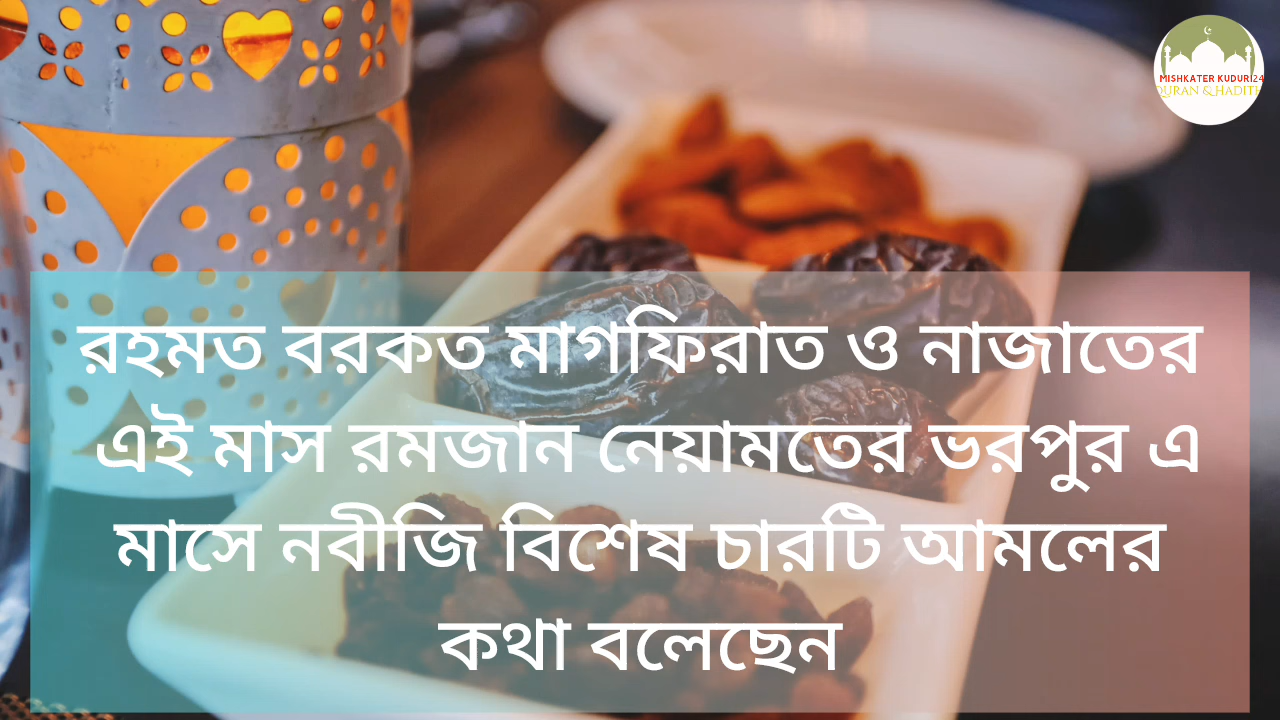 MISHKATER KUDURI24
QURAN & HADITH
রহমত বরকত মাগফিরাত ও নাজাতের
এই মাস রমজান নেয়ামতের ভরপুর এ
মাসে নবীজি বিশেষ চারটি আমলের
কথা বলেছেন